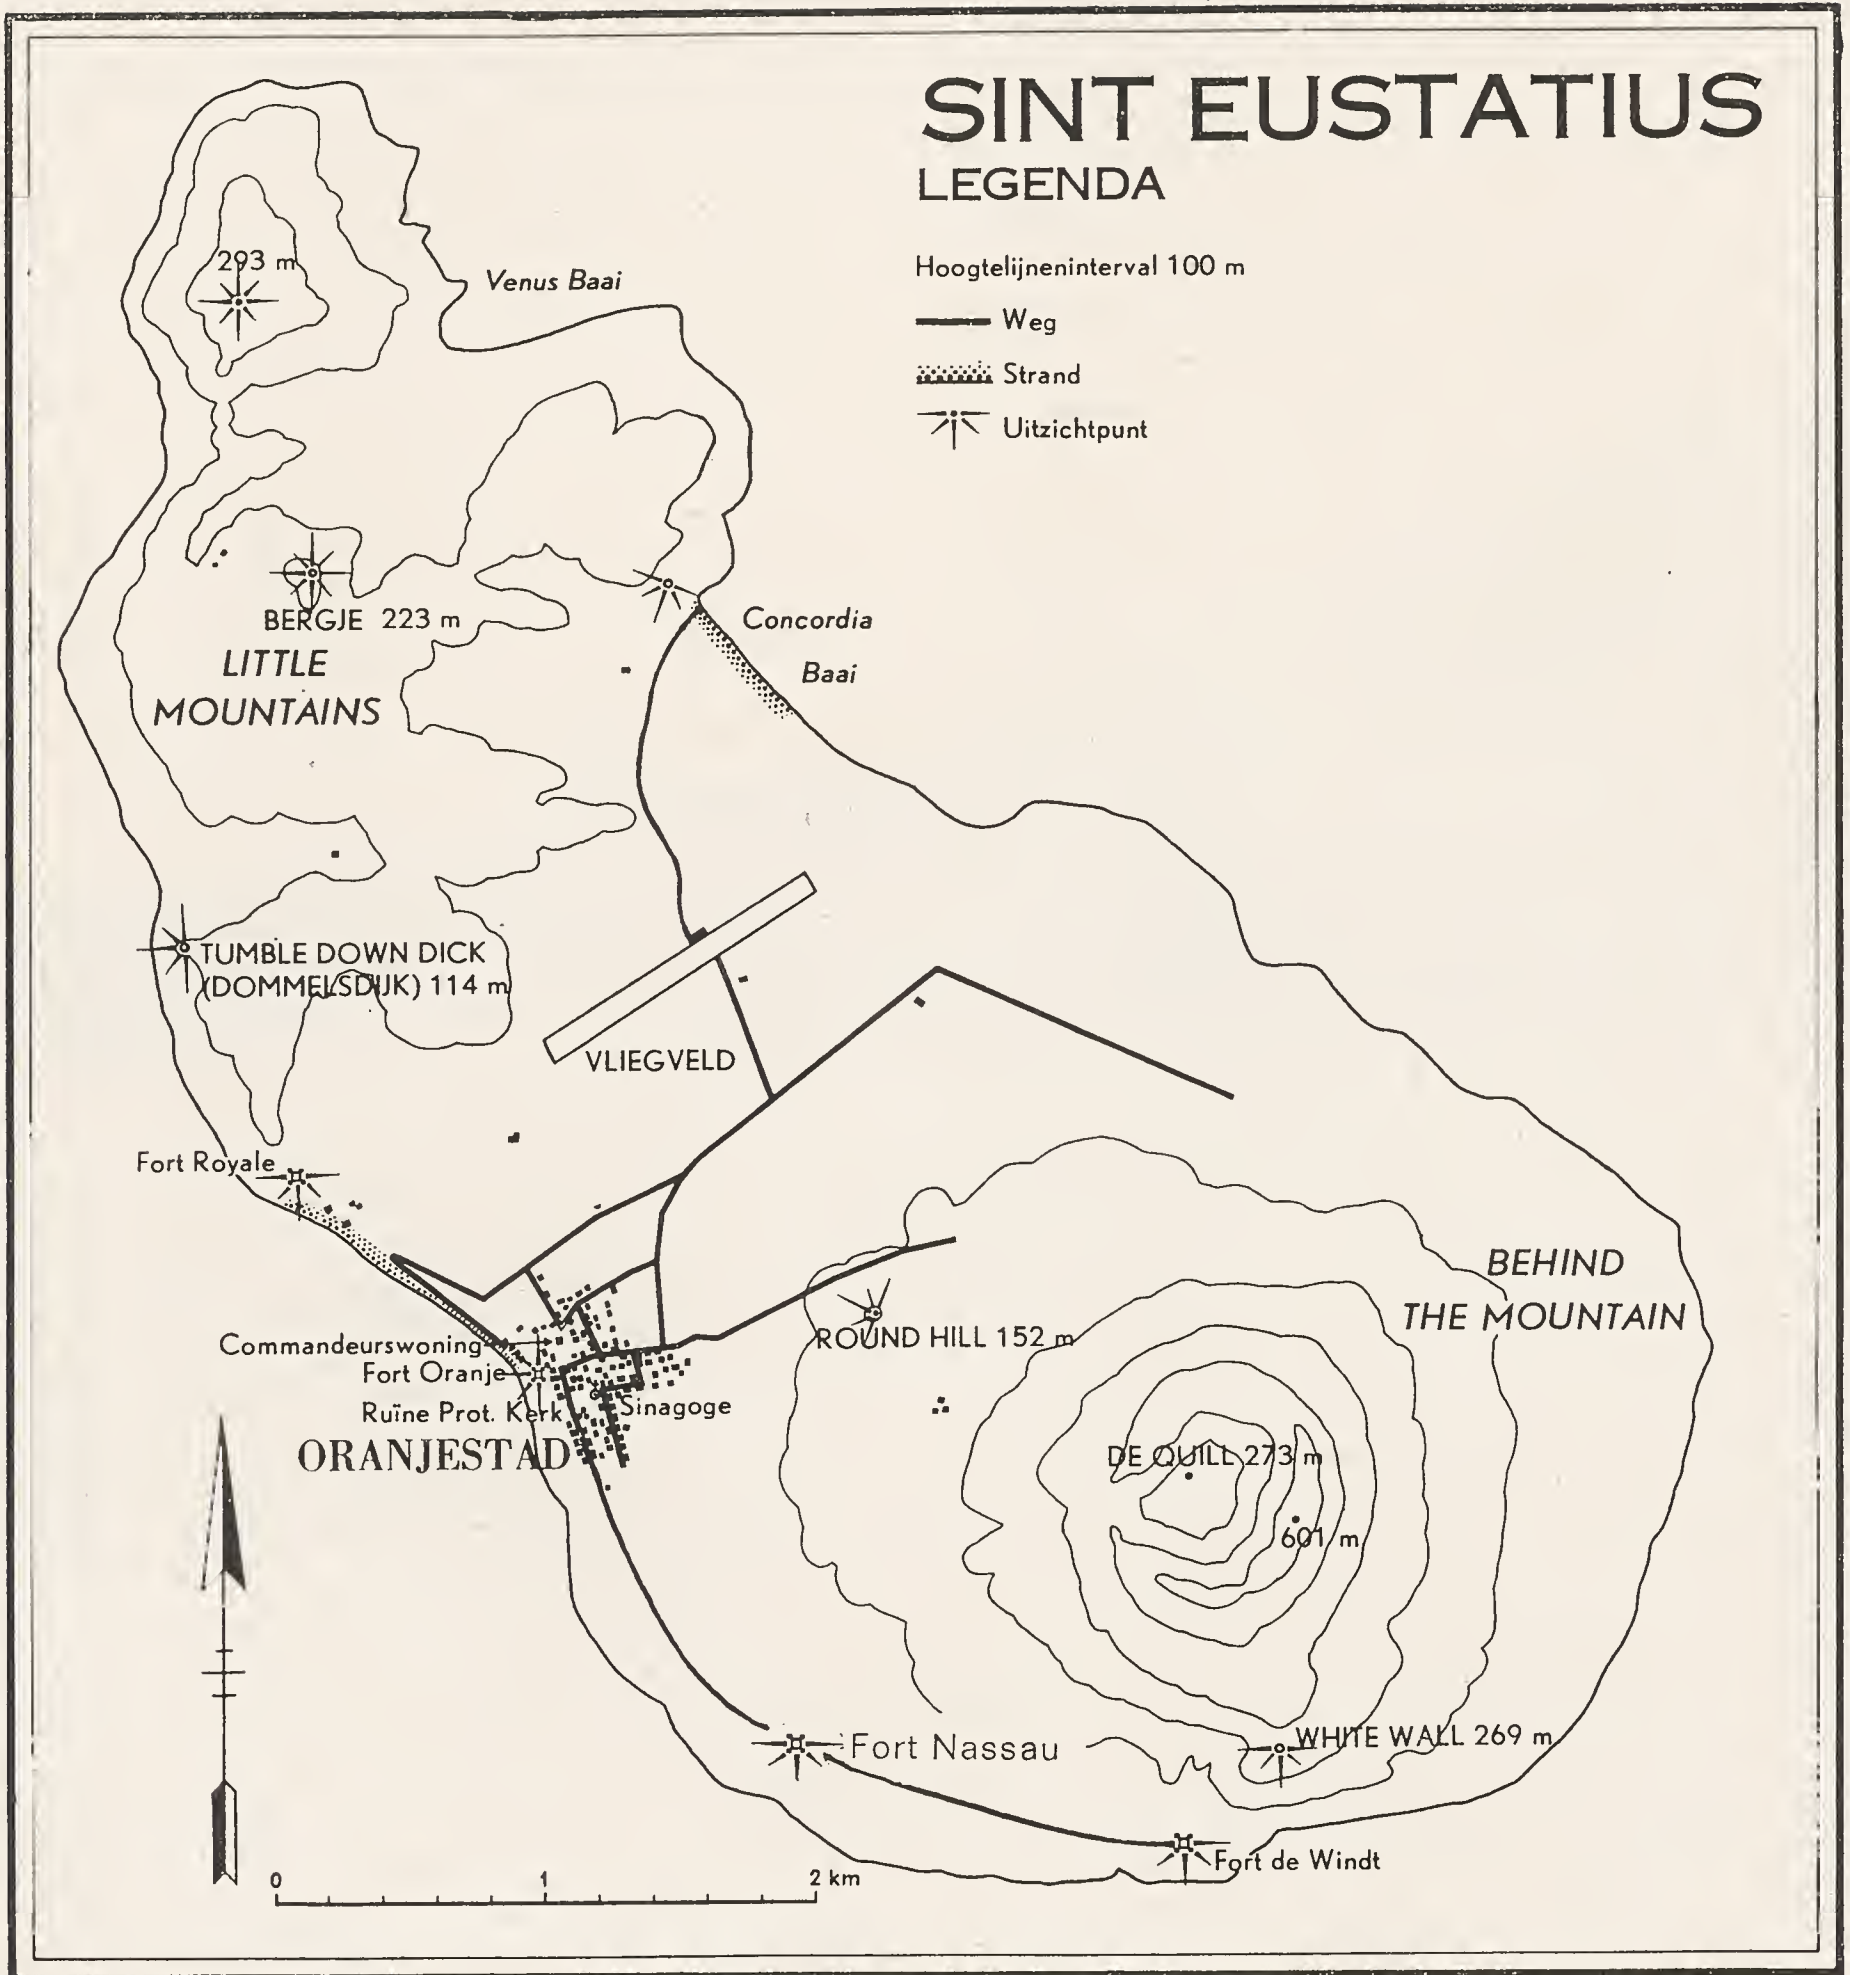 SINT EUSTATIUS
LEGENDA
Hoogtelijneninterval 100 m
Weg
Strand
Uitzichtpunt
293 m
Venus Baai
BERGJE 223 m
LITTLE
MOUNTAINS
Concordia
Baai
TUMBLE DOWN DICK
(DOMMELSDIJK) 114 m
VLIEGVELD
Fort Royale
BEHIND
THE MOUNTAIN
ROUND HILL 152 m
Commandeurswoning
Fort Oranje
Ruïne Prot. Kerk
Sinagoge
ORANJESTAD
DE QUILL 273 m
601 m
WHITE WALL 269 m
Fort Nassau
Fort de Windt
0 1 2 km